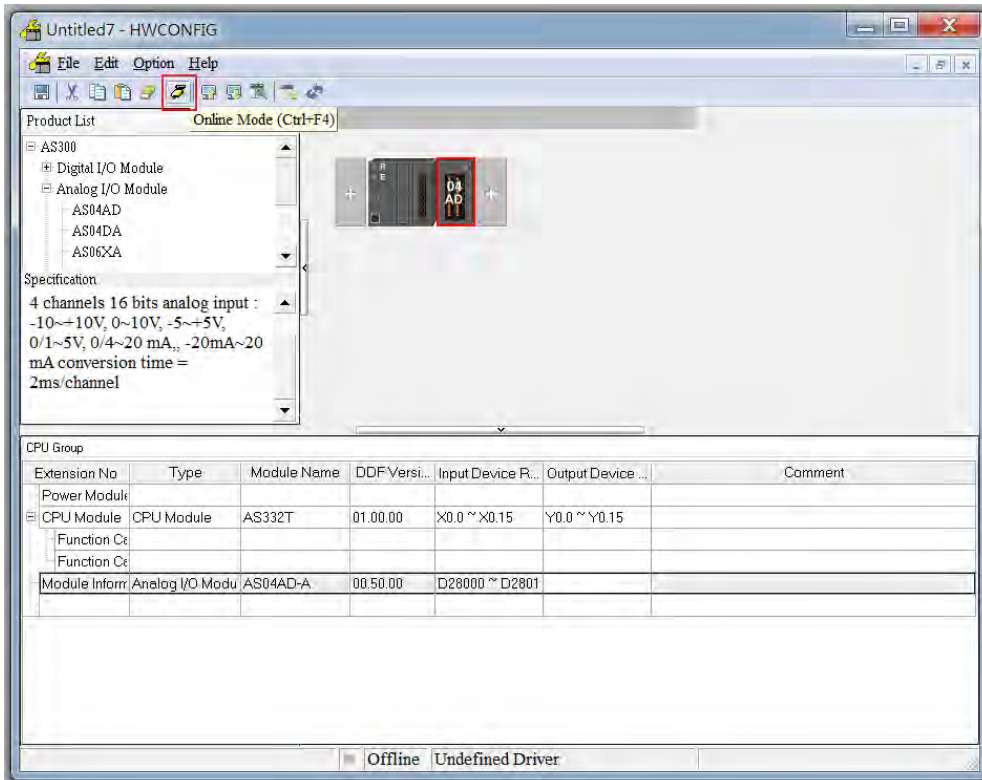 Untitled7 - HWCONFIG
File Edit Option Help
Product List
Online Mode (Ctrl+F4)
AS300
Digital I/O Module
Analog I/O Module
AS04AD
AS04DA
AS06XA
R
E
04
AD
Specification
4 channels 16 bits analog input :
-10~+10V, 0~10V, -5~+5V,
0/1~5V, 0/4~20 mA,, -20mA~20
mA conversion time =
2ms/channel
CPU Group
Extension No Type Module Name DDF Versi... Input Device R... Output Device ... Comment
Power Module
CPU Module CPU Module AS332T 01.00.00 X0.0 ~ X0.15 Y0.0 ~ Y0.15
Function Ca
Function Ca
Module Inform Analog I/O Modu AS04AD-A 00.50.00 D28000 ~ D2801
Offline Undefined Driver